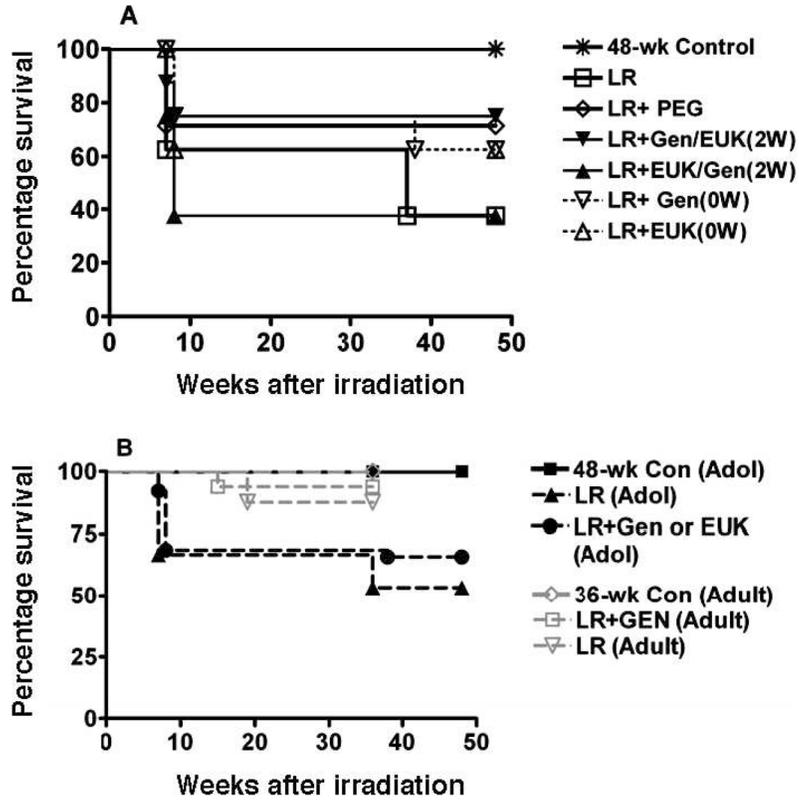 A
Percentage survival
100
80
60
40
20
0
0 10 20 30 40 50
Weeks after irradiation
48-wk Control
LR
LR+ PEG
LR+Gen/EUK(2W)
LR+EUK/Gen(2W)
LR+ Gen(0W)
LR+EUK(0W)
B
Percentage survival
100
75
50
25
0
0 10 20 30 40 50
Weeks after irradiation
48-wk Con (Adol)
LR (Adol)
LR+Gen or EUK
(Adol)
36-wk Con (Adult)
LR+GEN (Adult)
LR (Adult)